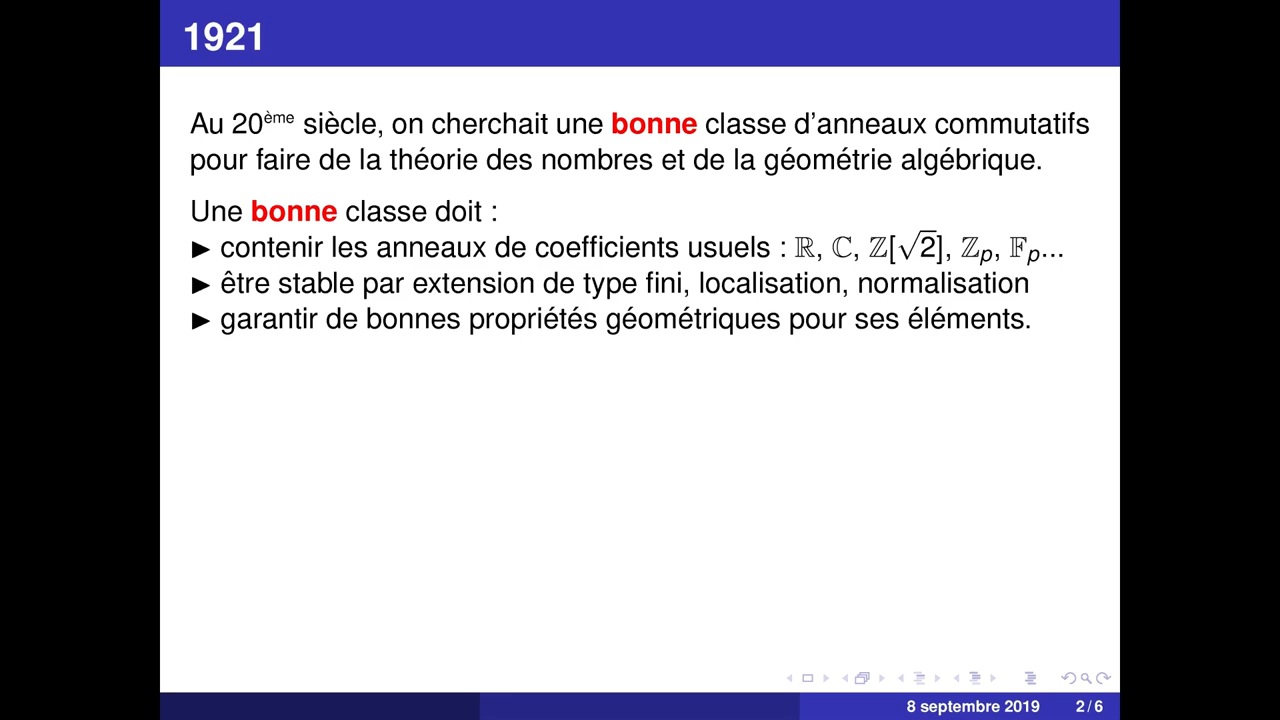 1921
Au 20ème siècle, on cherchait une bonne classe d'anneaux commutatifs
pour faire de la théorie des nombres et de la géométrie algébrique.
Une bonne classe doit :
▶ contenir les anneaux de coefficients usuels : ℝ, ℂ, ℤ[√2], ℤₚ, 𝔽ₚ...
▶ être stable par extension de type fini, localisation, normalisation
▶ garantir de bonnes propriétés géométriques pour ses éléments.
8 septembre 2019 2 / 6